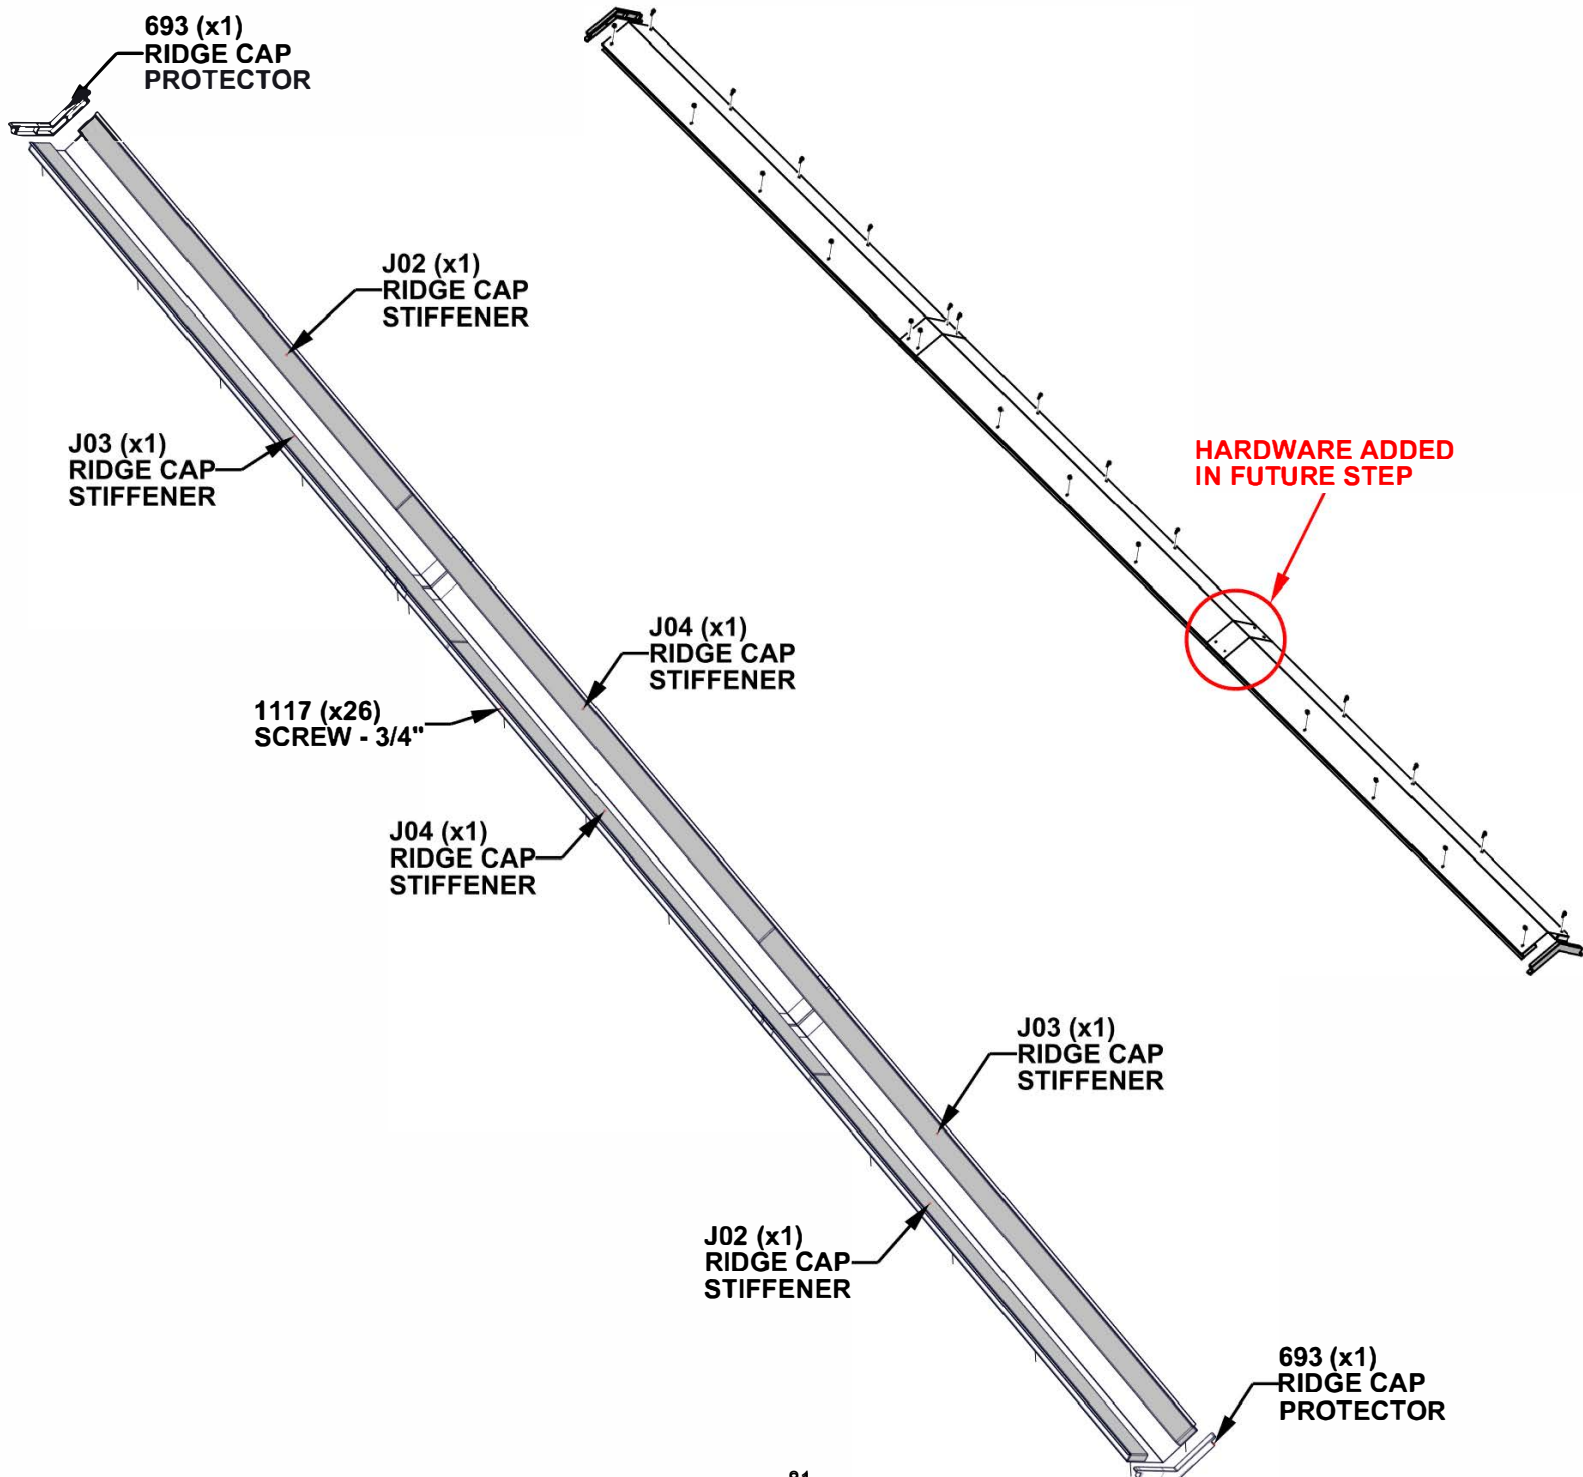 693 (x1)
RIDGE CAP
PROTECTOR
J02 (x1)
RIDGE CAP
STIFFENER
J03 (x1)
RIDGE CAP
STIFFENER
HARDWARE ADDED
IN FUTURE STEP
J04 (x1)
RIDGE CAP
STIFFENER
1117 (x26)
SCREW - 3/4"
J04 (x1)
RIDGE CAP
STIFFENER
J03 (x1)
RIDGE CAP
STIFFENER
J02 (x1)
RIDGE CAP
STIFFENER
693 (x1)
RIDGE CAP
PROTECTOR